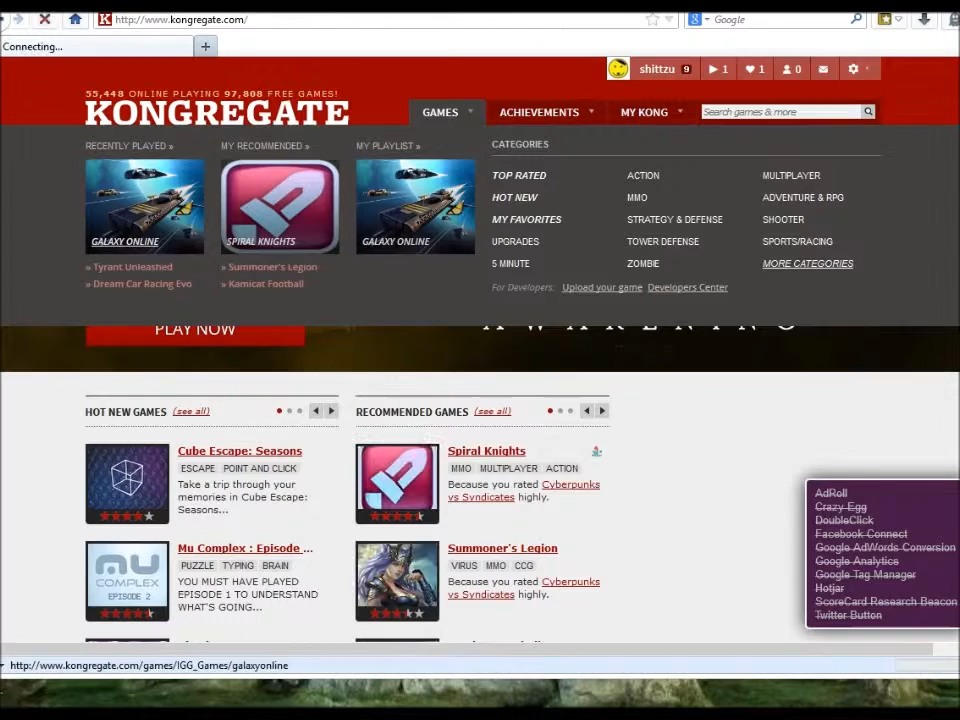 http://www.kongregate.com/
Google
Connecting...
shittzu 9 1 1 0
55,448 ONLINE PLAYING 97,808 FREE GAMES!
KONGREGATE
GAMES ACHIEVEMENTS MY KONG Search games & more
RECENTLY PLAYED » MY RECOMMENDED » MY PLAYLIST » CATEGORIES
TOP RATED ACTION MULTIPLAYER
HOT NEW MMO ADVENTURE & RPG
MY FAVORITES STRATEGY & DEFENSE SHOOTER
GALAXY ONLINE SPIRAL KNIGHTS GALAXY ONLINE UPGRADES TOWER DEFENSE SPORTS/RACING
» Tyrant Unleashed » Summoner's Legion 5 MINUTE ZOMBIE MORE CATEGORIES
» Dream Car Racing Evo » Kamicat Football For Developers: Upload your game Developers Center
PLAY NOW
HOT NEW GAMES (see all) RECOMMENDED GAMES (see all)
Cube Escape: Seasons
ESCAPE POINT AND CLICK
Take a trip through your
memories in Cube Escape:
Seasons...
Spiral Knights
MMO MULTIPLAYER ACTION
Because you rated Cyberpunks
vs Syndicates highly.
mu
COMPLEX
EPISODE 2
Mu Complex : Episode ...
PUZZLE TYPING BRAIN
YOU MUST HAVE PLAYED
EPISODE 1 TO UNDERSTAND
WHAT'S GOING...
Summoner's Legion
VIRUS MMO CCG
Because you rated Cyberpunks
vs Syndicates highly.
AdRoll
Crazy Egg
DoubleClick
Facebook Connect
Google AdWords Conversion
Google Analytics
Google Tag Manager
Hotjar
ScoreCard Research Beacon
Twitter Button
http://www.kongregate.com/games/IGG_Games/galaxyonline